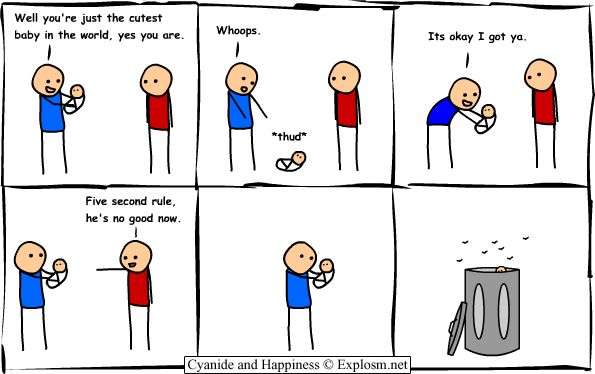 Well you're just the cutest
baby in the world, yes you are.
Whoops.
*thud*
Its okay I got ya.
Five second rule,
he's no good now.
Cyanide and Happiness © Explosm.net